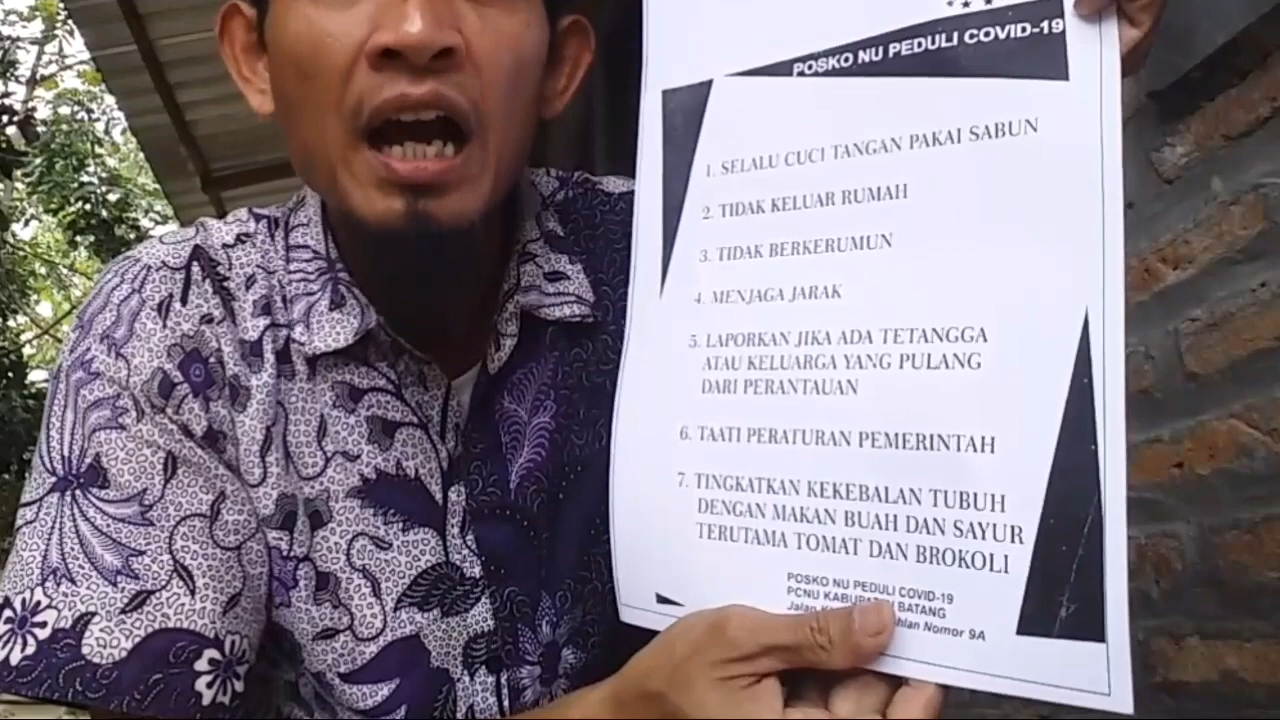 POSKO NU PEDULI COVID-19
1. SELALU CUCI TANGAN PAKAI SABUN
2. TIDAK KELUAR RUMAH
3. TIDAK BERKERUMUN
4. MENJAGA JARAK
5. LAPORKAN JIKA ADA TETANGGA
ATAU KELUARGA YANG PULANG
DARI PERANTAUAN
6. TAATI PERATURAN PEMERINTAH
7. TINGKATKAN KEKEBALAN TUBUH
DENGAN MAKAN BUAH DAN SAYUR
TERUTAMA TOMAT DAN BROKOLI
POSKO NU PEDULI COVID-19
PCNU KABUPATEN BATANG
Jalan Nomor 9A